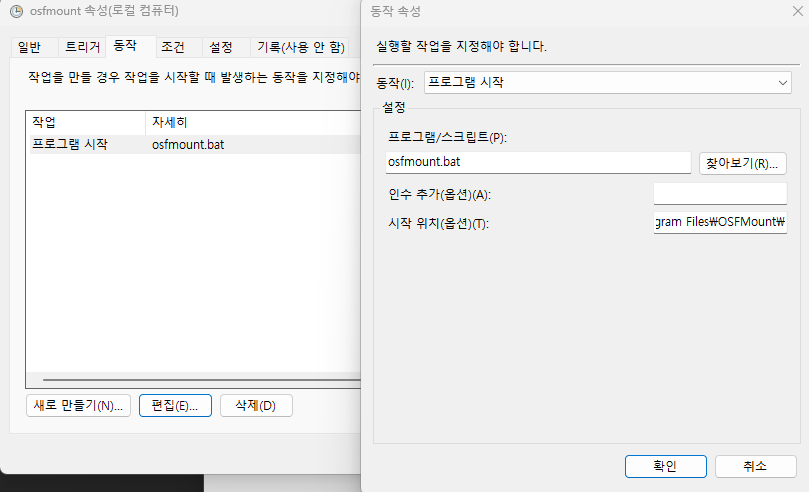 osfmount 속성(로컬 컴퓨터)
일반
트리거
동작
조건
설정
기록(사용 안 함)
작업을 만들 경우 작업을 시작할 때 발생하는 동작을 지정해야
작업
자세히
프로그램 시작
osfmount.bat
새로 만들기(N)...
편집(E)...
삭제(D)
동작 속성
실행할 작업을 지정해야 합니다.
동작(I):
프로그램 시작
설정
프로그램/스크립트(P):
osfmount.bat
찾아보기(R)...
인수 추가(옵션)(A):
시작 위치(옵션)(T):
gram Files₩OSFMount₩
확인
취소